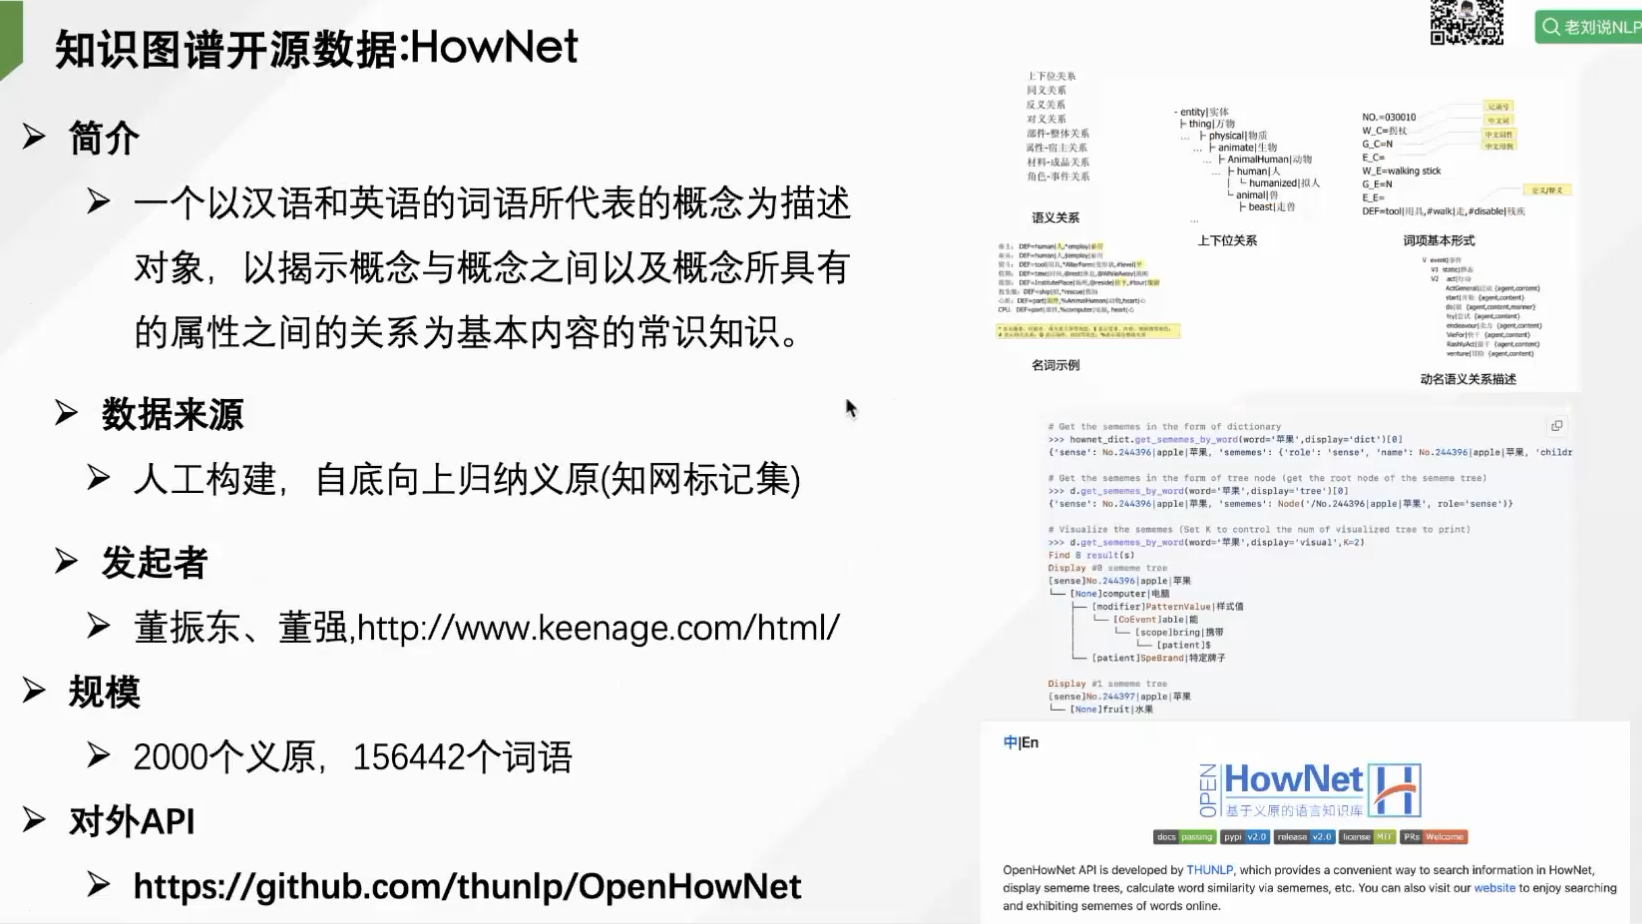 知识图谱开源数据:HowNet
老刘说NLP
简介
一个以汉语和英语的词语所代表的概念为描述
对象，以揭示概念与概念之间以及概念所具有
的属性之间的关系为基本内容的常识知识。
数据来源
人工构建，自底向上归纳义原(知网标记集)
发起者
董振东、董强,http://www.keenage.com/html/
规模
2000个义原，156442个词语
对外API
https://github.com/thunlp/OpenHowNet
上下位关系
同义关系
反义关系
对义关系
部件-整体关系
属性-宿主关系
材料-成品关系
角色-事件关系
语义关系
- entity|实体
├ thing|万物
... ├ physical|物质
... ├ animate|生物
... ├ AnimalHuman|动物
... ├ human|人
│ └ humanized|拟人
└ animal|兽
├ beast|走兽
...
上下位关系
NO.=030010
W_C=拐杖
G_C=N
E_C=
W_E=walking stick
G_E=N
E_E=
DEF=tool|用具,#walk|走,#disable|残疾
词项基本形式
名词示例
动名语义关系描述
# Get the sememes in the form of dictionary
>>> hownet_dict.get_sememes_by_word(word='苹果',display='dict')[0]
{'sense': No.244396|apple|苹果, 'sememes': {'role': 'sense', 'name': No.244396|apple|苹果, 'childr
# Get the sememes in the form of tree node (get the root node of the sememe tree)
>>> d.get_sememes_by_word(word='苹果',display='tree')[0]
{'sense': No.244396|apple|苹果, 'sememes': Node('/No.244396|apple|苹果', role='sense')}
# Visualize the sememes (Set K to control the num of visualized tree to print)
>>> d.get_sememes_by_word(word='苹果',display='visual',K=2)
Find 8 result(s)
Display #0 sememe tree
[sense]No.244396|apple|苹果
└── [None]computer|电脑
├── [modifier]PatternValue|样式值
│ └── [CoEvent]able|能
│ └── [scope]bring|携带
│ └── [patient]$
└── [patient]SpeBrand|特定牌子
Display #1 sememe tree
[sense]No.244397|apple|苹果
└── [None]fruit|水果
中|En
OPEN HowNet
基于义原的语言知识库
docs passing pypi v2.0 release v2.0 license MIT PRs Welcome
OpenHowNet API is developed by THUNLP, which provides a convenient way to search information in HowNet,
display sememe trees, calculate word similarity via sememes, etc. You can also visit our website to enjoy searching
and exhibiting sememes of words online.